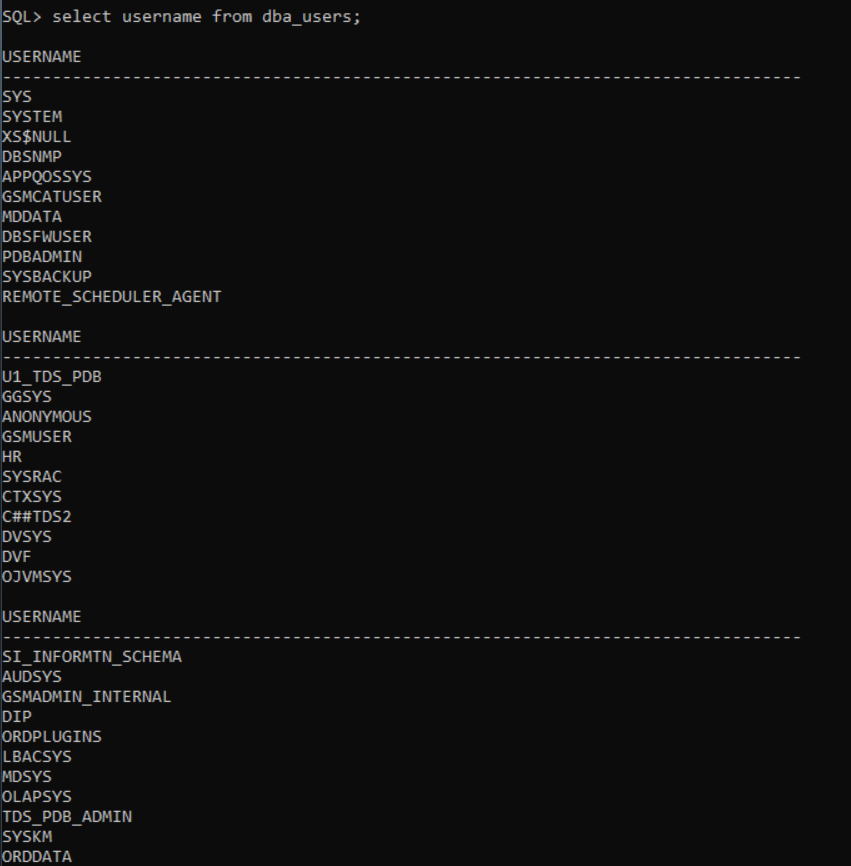 SQL> select username from dba_users;
USERNAME
--------------------------------------------------------------------------------
SYS
SYSTEM
XS$NULL
DBSNMP
APPQOSSYS
GSMCATUSER
MDDATA
DBSFWUSER
PDBADMIN
SYSBACKUP
REMOTE_SCHEDULER_AGENT
USERNAME
--------------------------------------------------------------------------------
U1_TDS_PDB
GGSYS
ANONYMOUS
GSMUSER
HR
SYSRAC
CTXSYS
C##TDS2
DVSYS
DVF
OJVMSYS
USERNAME
--------------------------------------------------------------------------------
SI_INFORMTN_SCHEMA
AUDSYS
GSMADMIN_INTERNAL
DIP
ORDPLUGINS
LBACSYS
MDSYS
OLAPSYS
TDS_PDB_ADMIN
SYSKM
ORDDATA